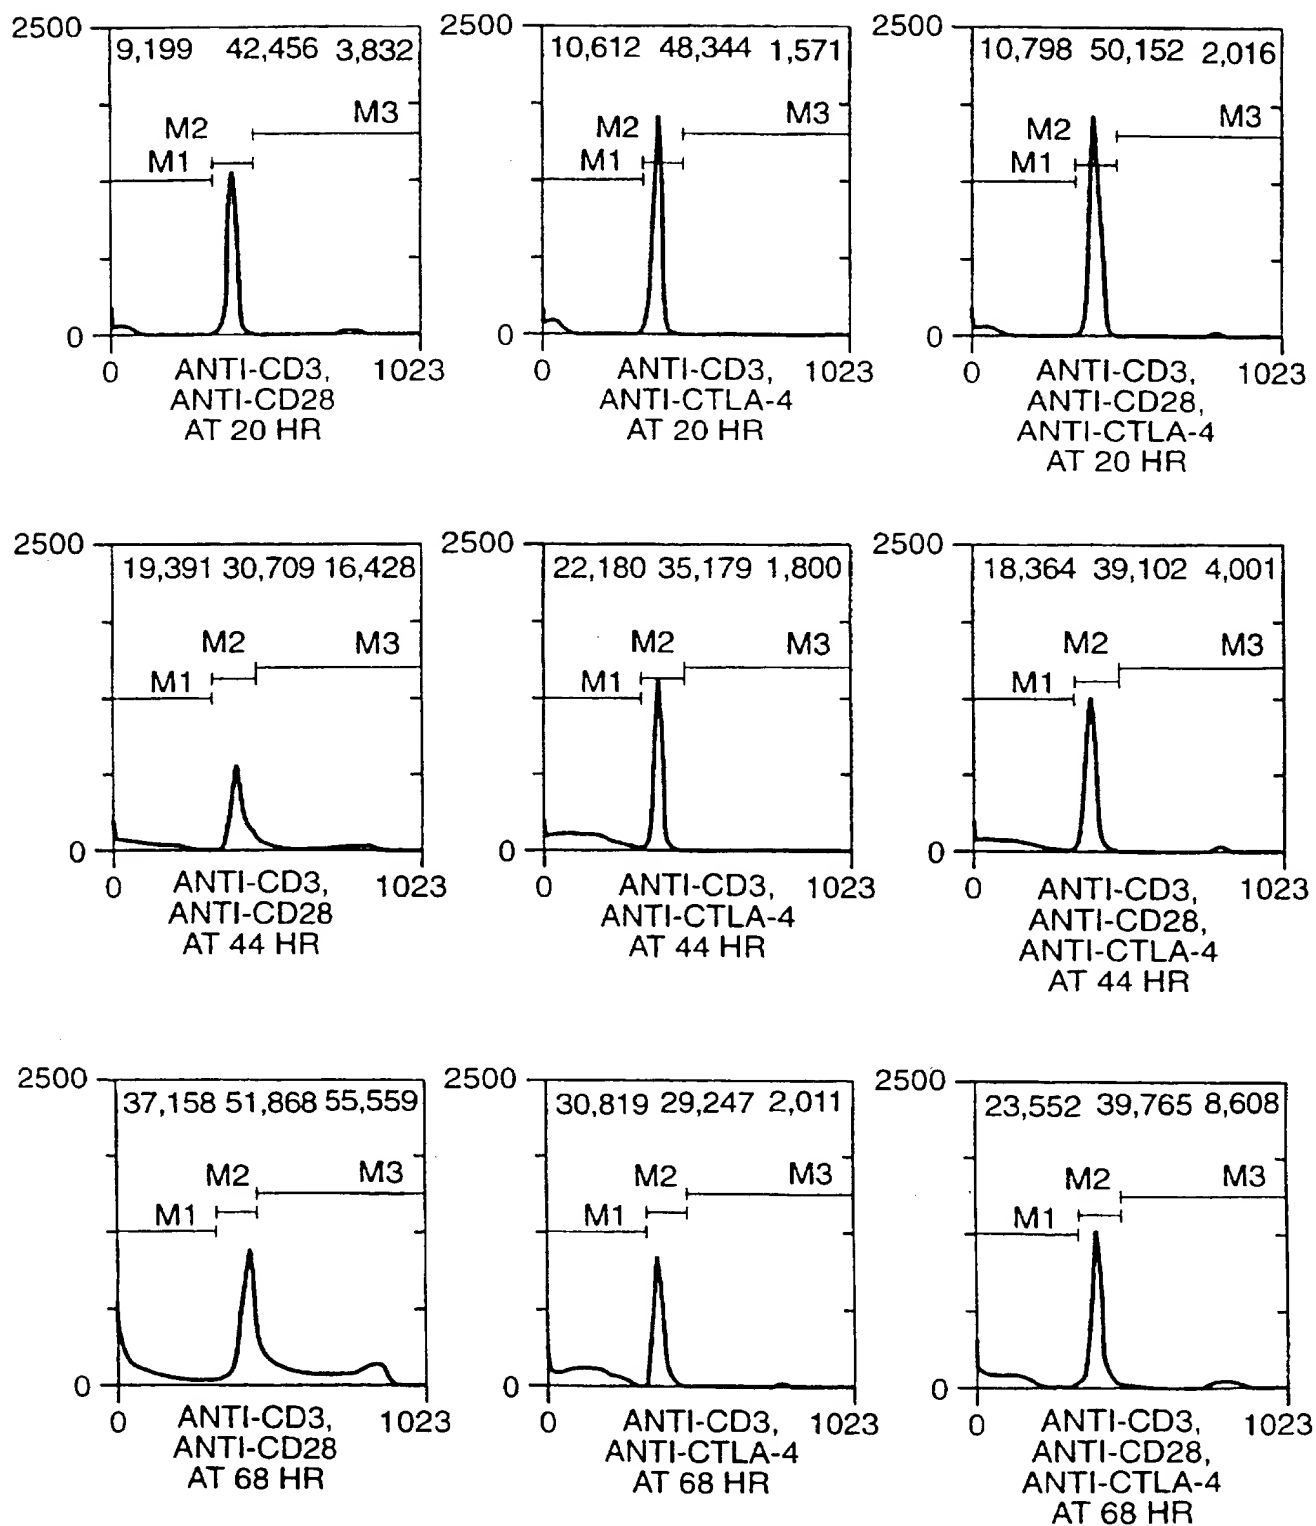 2500
9,199 42,456 3,832
M3
M2
M1
0
0 1023
ANTI-CD3,
ANTI-CD28
AT 20 HR
2500
10,612 48,344 1,571
M3
M2
M1
0
0 1023
ANTI-CD3,
ANTI-CTLA-4
AT 20 HR
2500
10,798 50,152 2,016
M3
M2
M1
0
0 1023
ANTI-CD3,
ANTI-CD28,
ANTI-CTLA-4
AT 20 HR
2500
19,391 30,709 16,428
M2 M3
M1
0
0 1023
ANTI-CD3,
ANTI-CD28
AT 44 HR
2500
22,180 35,179 1,800
M2 M3
M1
0
0 1023
ANTI-CD3,
ANTI-CTLA-4
AT 44 HR
2500
18,364 39,102 4,001
M2 M3
M1
0
0 1023
ANTI-CD3,
ANTI-CD28,
ANTI-CTLA-4
AT 44 HR
2500
37,158 51,868 55,559
M2 M3
M1
0
0 1023
ANTI-CD3,
ANTI-CD28
AT 68 HR
2500
30,819 29,247 2,011
M2 M3
M1
0
0 1023
ANTI-CD3,
ANTI-CTLA-4
AT 68 HR
2500
23,552 39,765 8,608
M2 M3
M1
0
0 1023
ANTI-CD3,
ANTI-CD28,
ANTI-CTLA-4
AT 68 HR